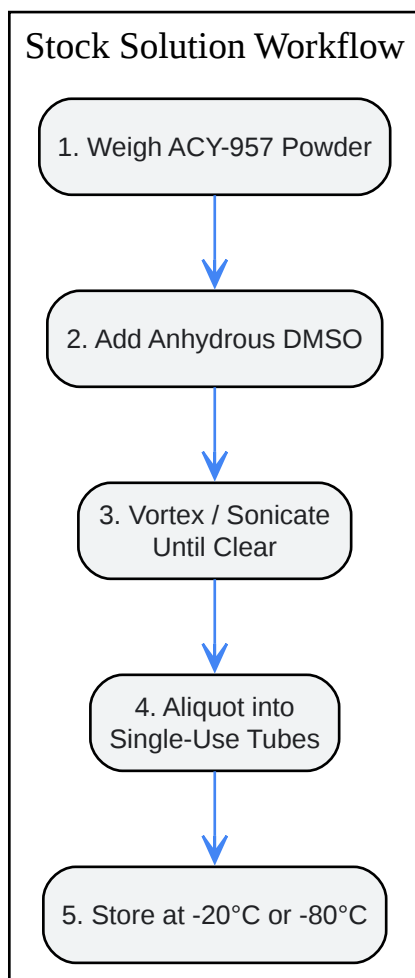 Stock Solution Workflow
1. Weigh ACY-957 Powder
2. Add Anhydrous DMSO
3. Vortex / Sonicate
Until Clear
4. Aliquot into
Single-Use Tubes
5. Store at -20°C or -80°C